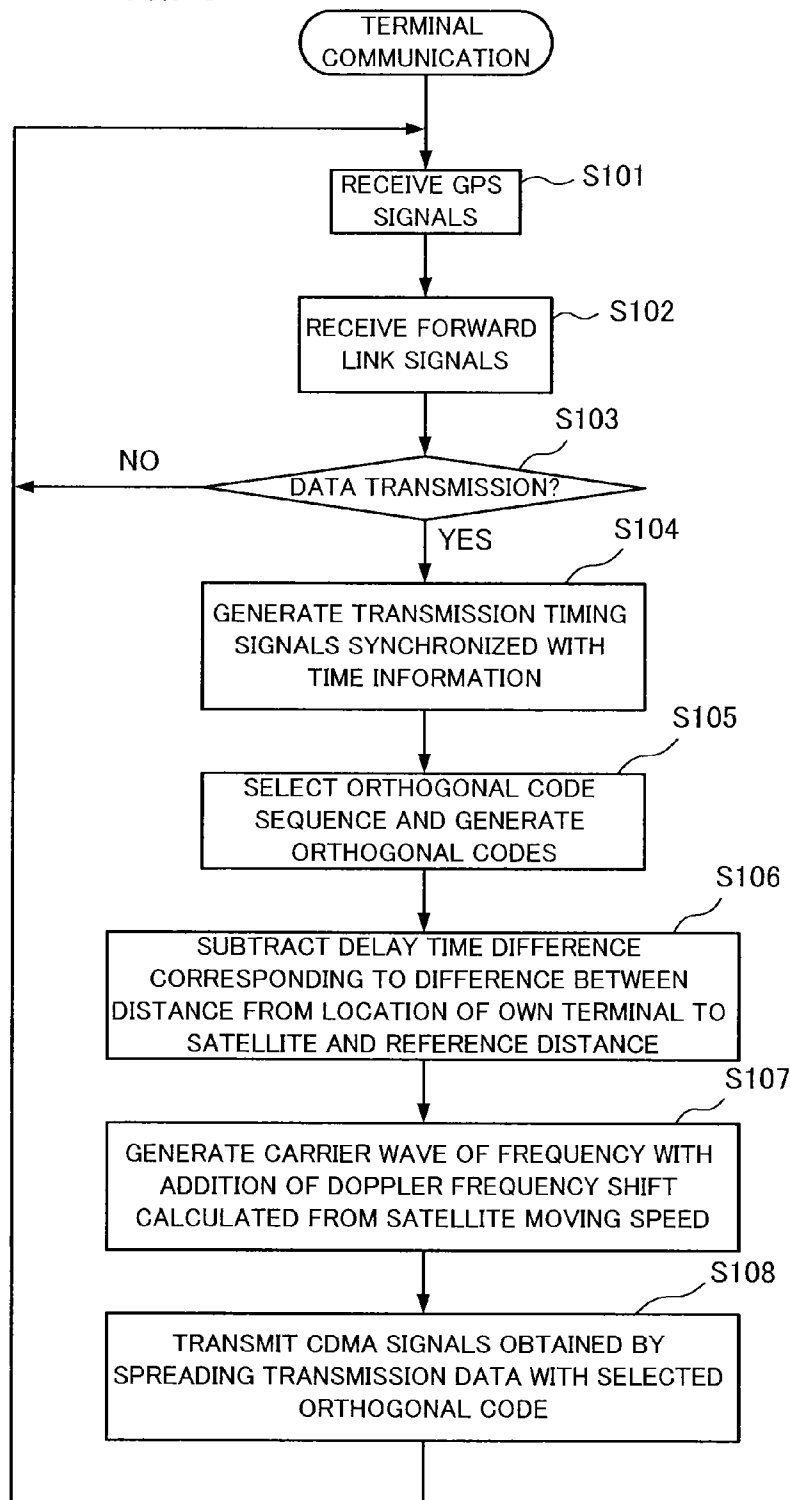 TERMINAL
COMMUNICATION
RECEIVE GPS
SIGNALS
S101
RECEIVE FORWARD
LINK SIGNALS
S102
S103
NO
DATA TRANSMISSION?
YES
S104
GENERATE TRANSMISSION TIMING
SIGNALS SYNCHRONIZED WITH
TIME INFORMATION
S105
SELECT ORTHOGONAL CODE
SEQUENCE AND GENERATE
ORTHOGONAL CODES
S106
SUBTRACT DELAY TIME DIFFERENCE
CORRESPONDING TO DIFFERENCE BETWEEN
DISTANCE FROM LOCATION OF OWN TERMINAL TO
SATELLITE AND REFERENCE DISTANCE
S107
GENERATE CARRIER WAVE OF FREQUENCY WITH
ADDITION OF DOPPLER FREQUENCY SHIFT
CALCULATED FROM SATELLITE MOVING SPEED
S108
TRANSMIT CDMA SIGNALS OBTAINED BY
SPREADING TRANSMISSION DATA WITH SELECTED
ORTHOGONAL CODE